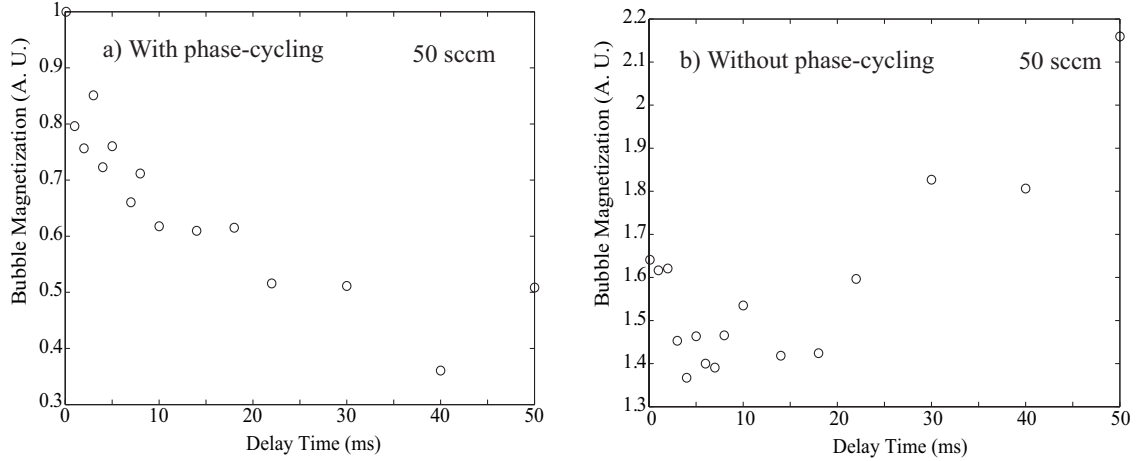 a) With phase-cycling 50 sccm
Bubble Magnetization (A. U.)
1
0.9
0.8
0.7
0.6
0.5
0.4
0.3
0 10 20 30 40 50
Delay Time (ms)
b) Without phase-cycling 50 sccm
Bubble Magnetization (A. U.)
2.2
2.1
2
1.9
1.8
1.7
1.6
1.5
1.4
1.3
0 10 20 30 40 50
Delay Time (ms)